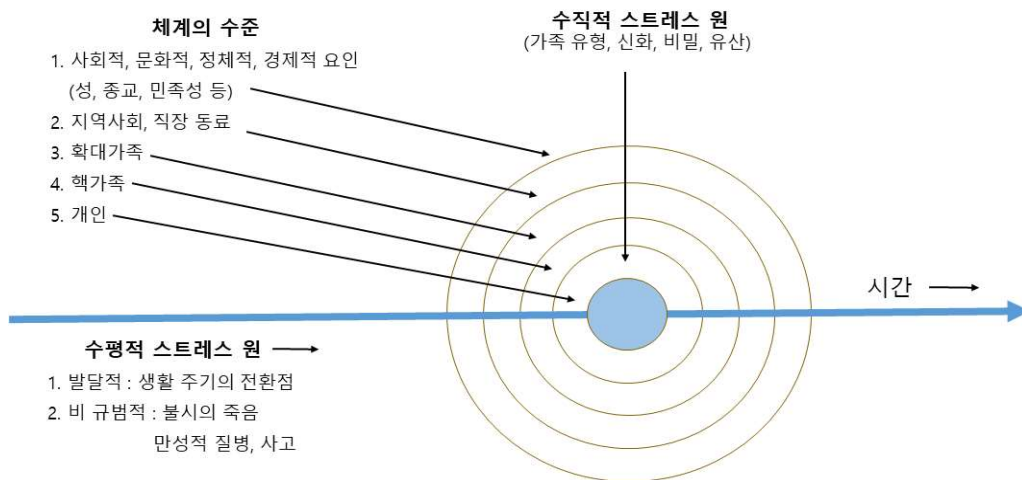 체계의 수준
1. 사회적, 문화적, 정체적, 경제적 요인
(성, 종교, 민족성 등)
2. 지역사회, 직장 동료
3. 확대가족
4. 핵가족
5. 개인
수직적 스트레스 원
(가족 유형, 신화, 비밀, 유산)
시간
수평적 스트레스 원
1. 발달적 : 생활 주기의 전환점
2. 비 규범적 : 불시의 죽음
만성적 질병, 사고